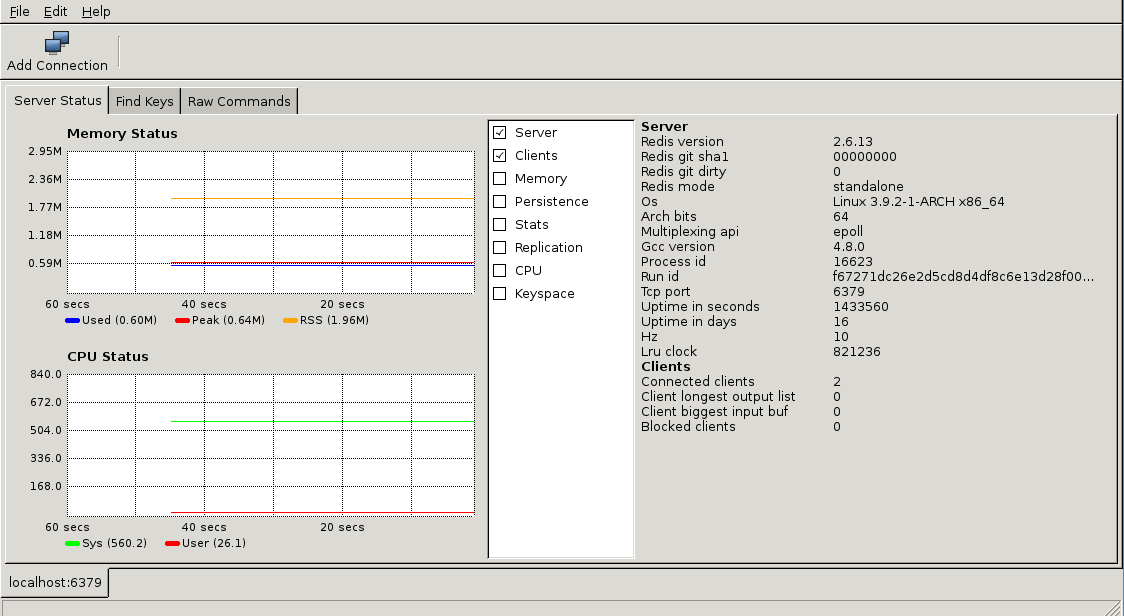 File Edit Help
Add Connection
Server Status Find Keys Raw Commands
Memory Status
2.95M
2.36M
1.77M
1.18M
0.59M
60 secs 40 secs 20 secs
Used (0.60M) Peak (0.64M) RSS (1.96M)
CPU Status
840.0
672.0
504.0
336.0
168.0
60 secs 40 secs 20 secs
Sys (560.2) User (26.1)
Server
Clients
Memory
Persistence
Stats
Replication
CPU
Keyspace
Server
Redis version 2.6.13
Redis git sha1 00000000
Redis git dirty 0
Redis mode standalone
Os Linux 3.9.2-1-ARCH x86_64
Arch bits 64
Multiplexing api epoll
Gcc version 4.8.0
Process id 16623
Run id f67271dc26e2d5cd8d4df8c6e13d28f00...
Tcp port 6379
Uptime in seconds 1433560
Uptime in days 16
Hz 10
Lru clock 821236
Clients
Connected clients 2
Client longest output list 0
Client biggest input buf 0
Blocked clients 0
localhost:6379